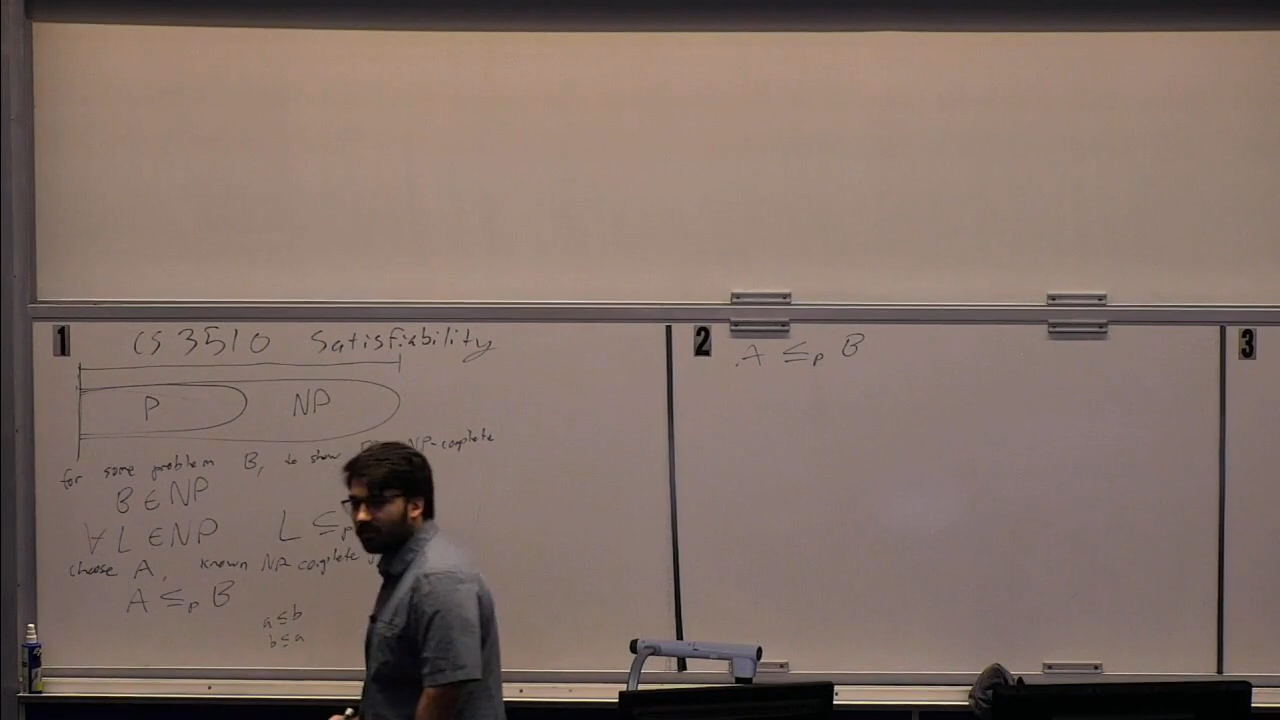 1
CS 3510 Satisfiability
P NP
for some problem B, to show NP-complete
B ∈ NP
∀ L ∈ NP L ≤p
choose A, known NP complete
A ≤p B
a ≤ b
b ≤ a
2
A ≤p B
3